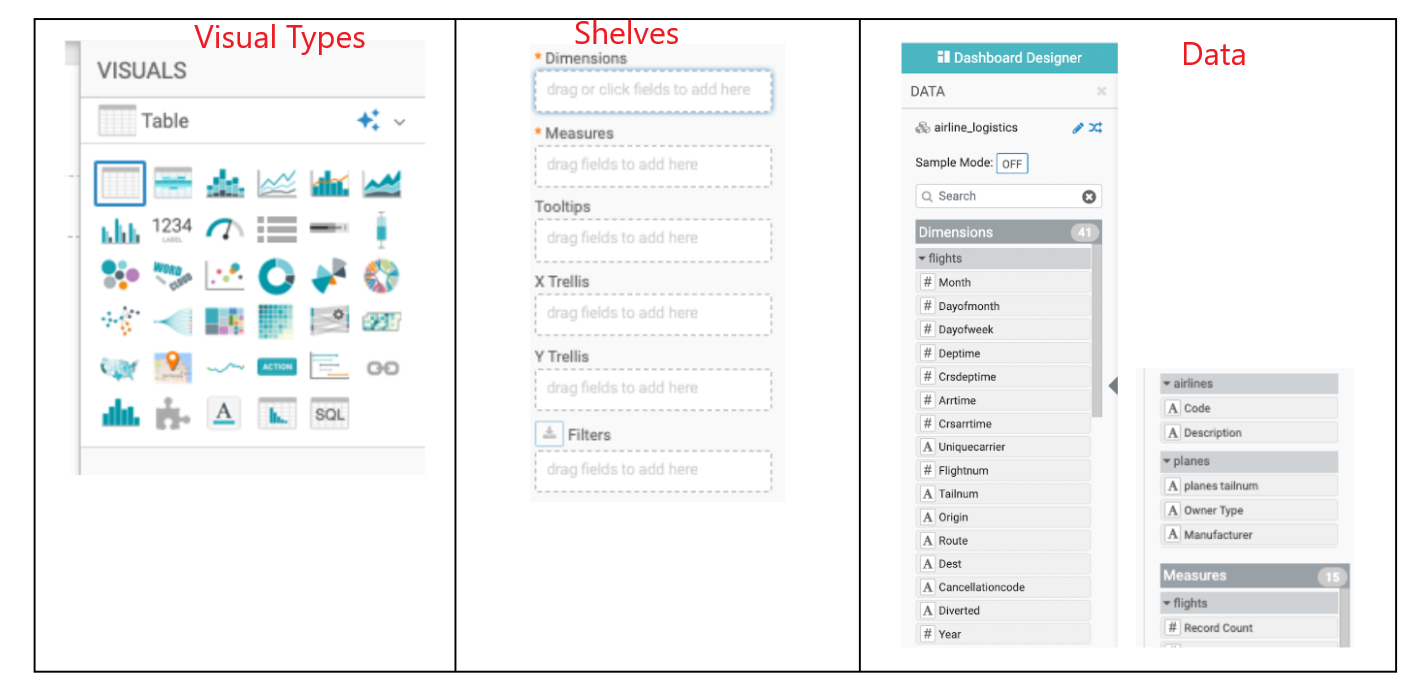 Visual Types
VISUALS
Table
1234
LABEL
WORD
CLOUD
ACTION
A
SQL
Shelves
* Dimensions
drag or click fields to add here
* Measures
drag fields to add here
Tooltips
drag fields to add here
X Trellis
drag fields to add here
Y Trellis
drag fields to add here
Filters
drag fields to add here
Data
Dashboard Designer
DATA ×
airline_logistics
Sample Mode: OFF
Search
Dimensions 41
flights
# Month
# Dayofmonth
# Dayofweek
# Deptime
# Crsdeptime
# Arrtime
# Crsarrtime
A Uniquecarrier
# Flightnum
A Tailnum
A Origin
A Route
A Dest
A Cancellationcode
A Diverted
# Year
airlines
A Code
A Description
planes
A planes tailnum
A Owner Type
A Manufacturer
Measures 15
flights
# Record Count